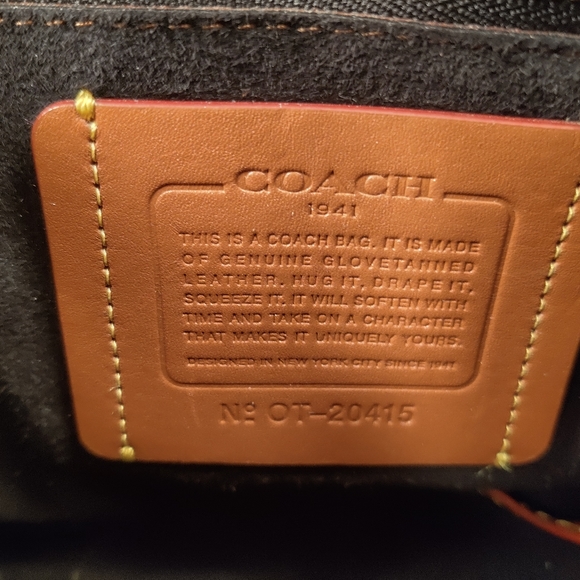 COACH
1941
THIS IS A COACH BAG. IT IS MADE
OF GENUINE GLOVETANNED
LEATHER. HUG IT, DRAPE IT,
SQUEEZE IT. IT WILL SOFTEN WITH
TIME AND TAKE ON A CHARACTER
THAT MAKES IT UNIQUELY YOURS.
DESIGNED IN NEW YORK CITY SINCE 1941
Nº OT-20415